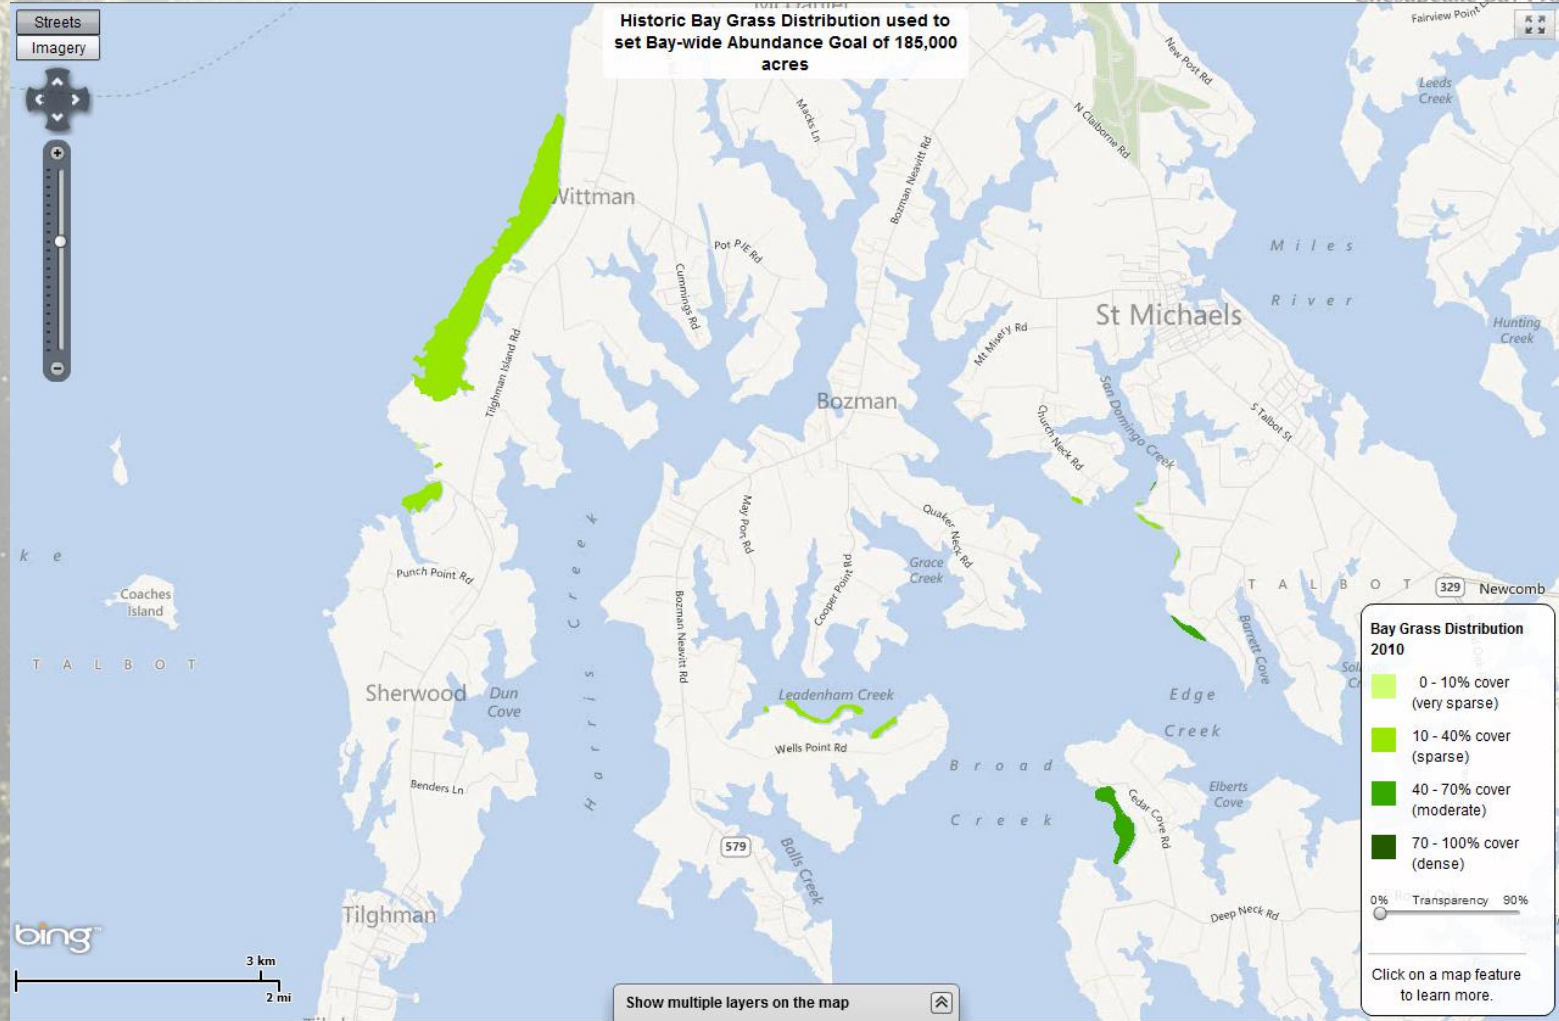 Streets
Imagery
Historic Bay Grass Distribution used to
set Bay-wide Abundance Goal of 185,000
acres
Fairview Point
New Post Rd
Leeds
Creek
Macks Ln
N Claiborne Rd
Bozman Neavitt Rd
Wittman
Pot PIE Rd
Cummings Rd
Miles
River
St Michaels
Hunting
Creek
Mt Misery Rd
Tilghman Island Rd
Bozman
San Domingo Creek
Church Neck Rd
S Talbot St
May Port Rd
Quaker Neck Rd
k e
Grace
Creek
Punch Point Rd
Cooper Point Rd
Coaches
Island
Bozman Neavitt Rd
Harris Creek
TALBOT
329
Newcomb
Barrett Cove
TALBOT
Sherwood
Dun
Cove
Leadenham Creek
Wells Point Rd
Edge
Creek
Broad
Creek
Benders Ln
Elberts
Cove
Cedar Cove Rd
579
Balls Creek
Deep Neck Rd
Tilghman
Bay Grass Distribution
2010
0 - 10% cover
(very sparse)
10 - 40% cover
(sparse)
40 - 70% cover
(moderate)
70 - 100% cover
(dense)
0% Transparency 90%
Click on a map feature
to learn more.
bing™
3 km
2 mi
Show multiple layers on the map